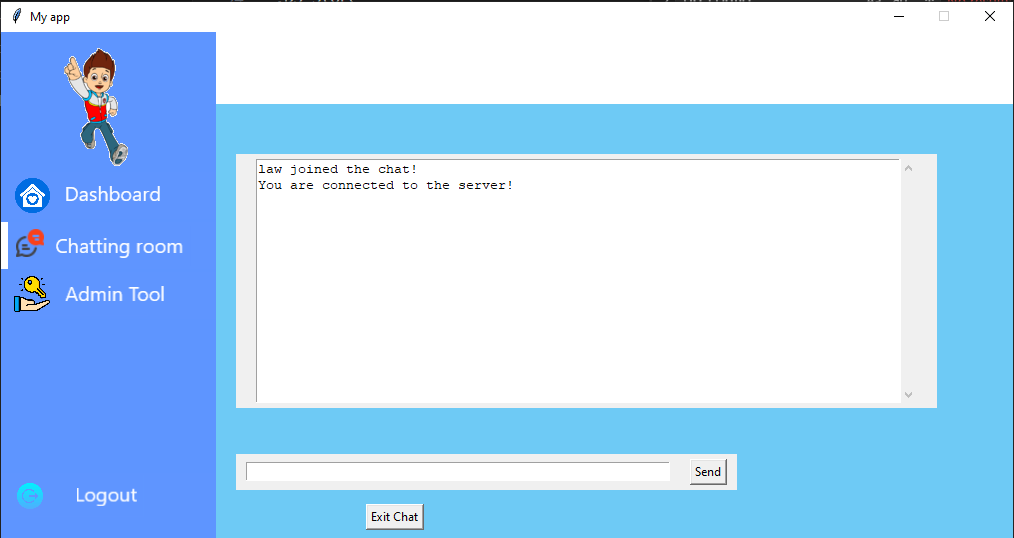 My app
Dashboard
Chatting room
Admin Tool
Logout
law joined the chat!
You are connected to the server!
Send
Exit Chat